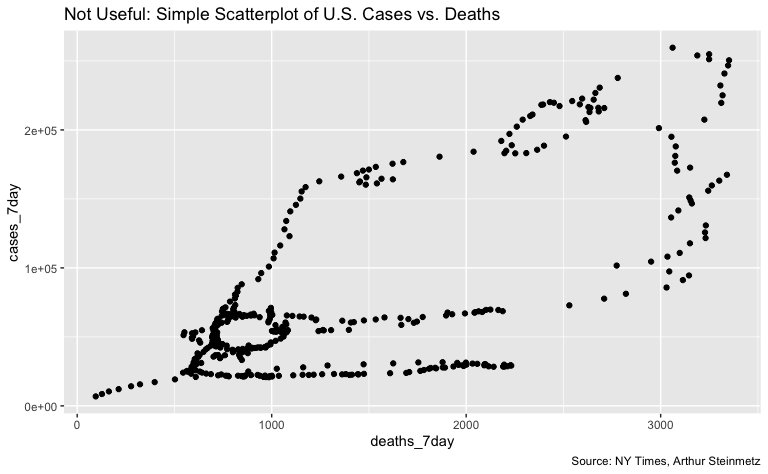 Not Useful: Simple Scatterplot of U.S. Cases vs. Deaths
cases_7day
2e+05
1e+05
0e+00
0 1000 2000 3000
deaths_7day
Source: NY Times, Arthur Steinmetz